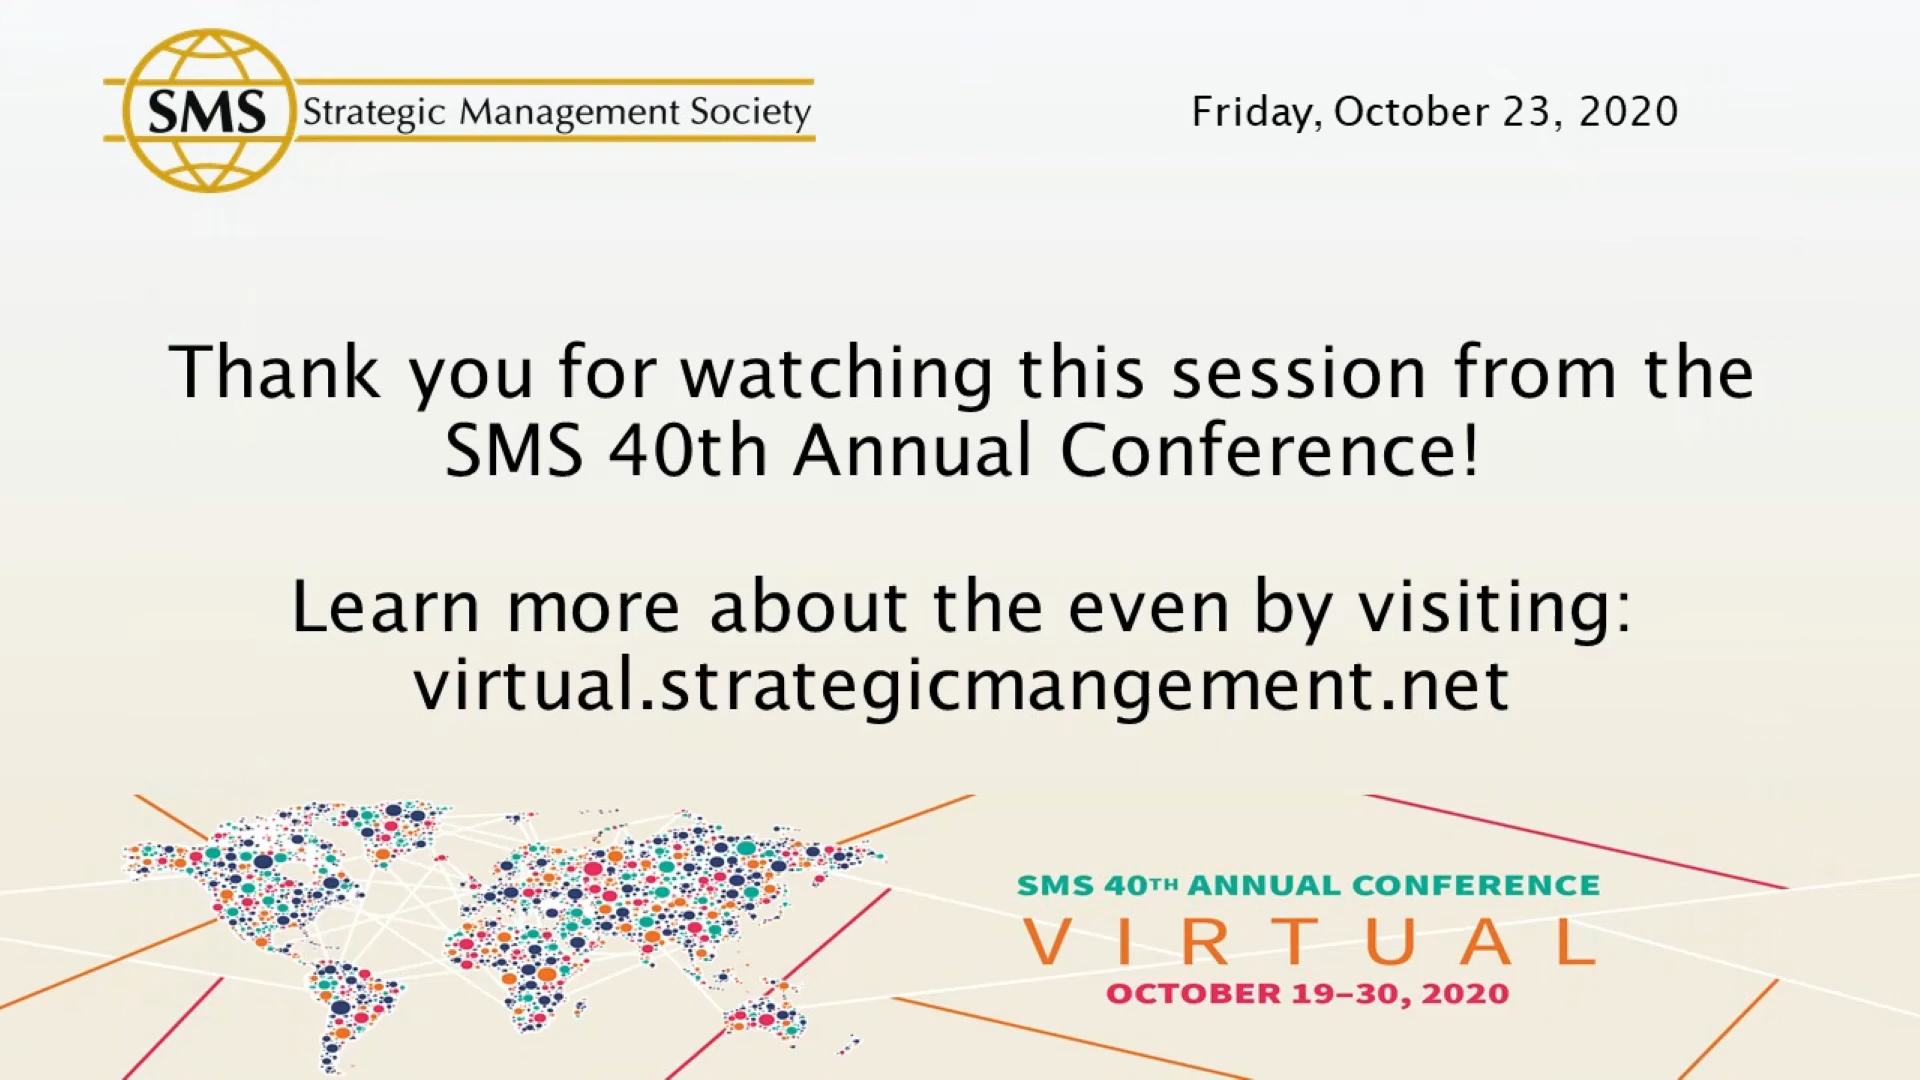 SMS Strategic Management Society
Friday, October 23, 2020
Thank you for watching this session from the
SMS 40th Annual Conference!
Learn more about the even by visiting:
virtual.strategicmangement.net
SMS 40TH ANNUAL CONFERENCE
VIRTUAL
OCTOBER 19–30, 2020